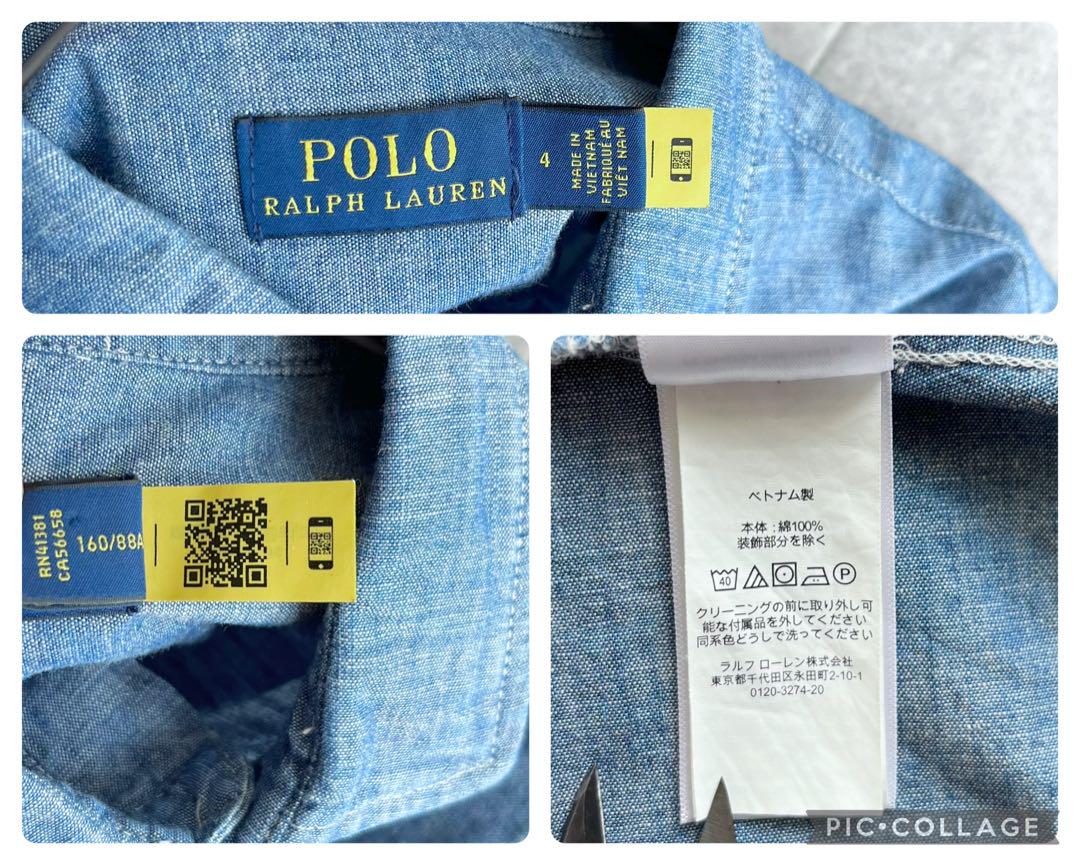 POLO
RALPH LAUREN
4
MADE IN
VIETNAM
FABRIQUÉ AU
VIÊT NAM
RN41381
CA56658
160/88A
ベトナム製
本体:綿100%
装飾部分を除く
40
P
クリーニングの前に取り外し可
能な付属品を外してください
同系色どうしで洗ってください
ラルフ ローレン株式会社
東京都千代田区永田町2-10-1
0120-3274-20
PIC•COLLAGE